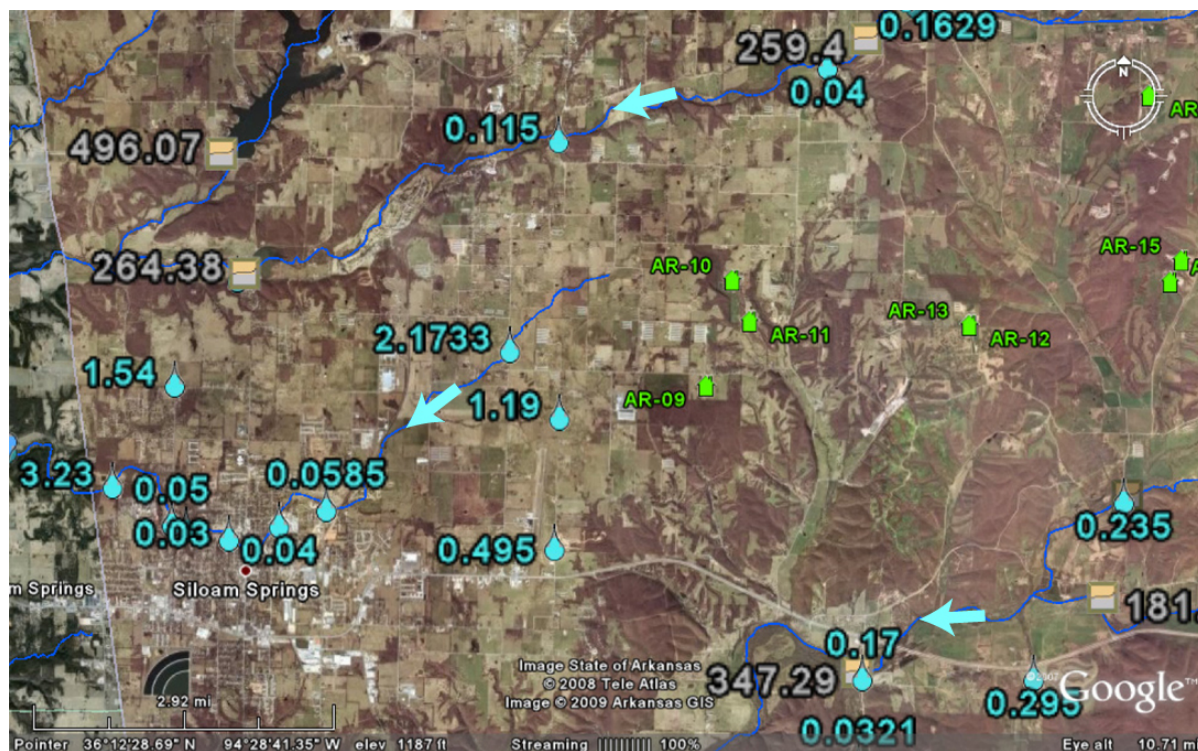 259.4
0.1629
0.04
N
AR
0.115
496.07
264.38
AR-15
A
AR-10
AR-11
AR-13
AR-12
2.1733
1.54
1.19
AR-09
3.23
0.05
0.0585
0.03
0.04
0.495
0.235
m Springs
Siloam Springs
181.
0.17
347.29
0.295
0.0321
2.92 mi
Image State of Arkansas
© 2008 Tele Atlas
Image © 2009 Arkansas GIS
©2007 Google™
Pointer 36°12'28.69" N 94°28'41.35" W elev 1187 ft Streaming |||||||||| 100% Eye alt 10.71 mi